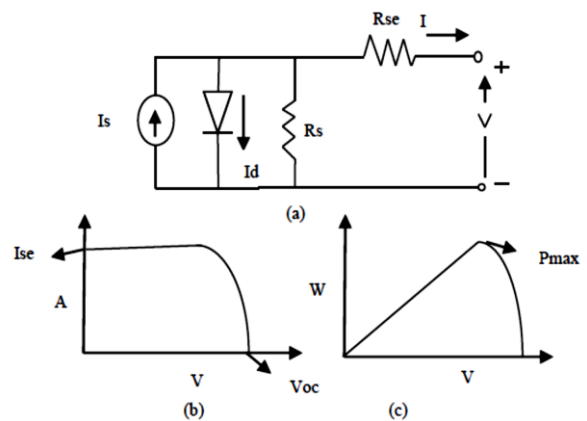 Rse I
+
Is
Id
Rs
V
−
(a)
Ise
A
V
Voc
(b)
Pmax
W
V
(c)